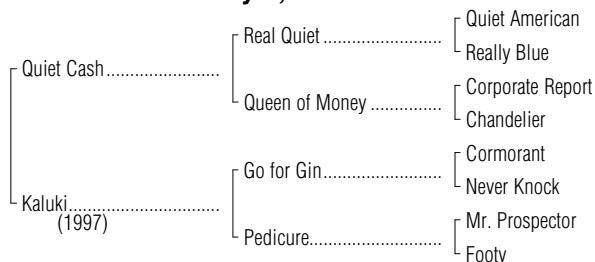 Quiet American
Real Quiet
Really Blue
Quiet Cash
Corporate Report
Queen of Money
Chandelier
Cormorant
Go for Gin
Never Knock
Kaluki
(1997)
Mr. Prospector
Pedicure
Footy